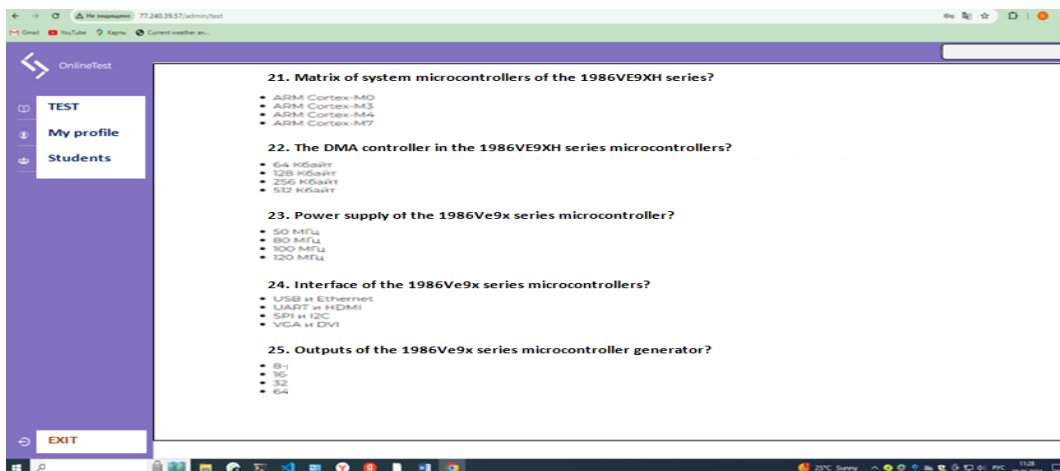 Не защищено 77.240.39.57/admin/test
Gmail YouTube Карты Current weather an...
OnlineTest
TEST
My profile
Students
21. Matrix of system microcontrollers of the 1986VE9XH series?
• ARM Cortex-M0
• ARM Cortex-M3
• ARM Cortex-M4
• ARM Cortex-M7
22. The DMA controller in the 1986VE9XH series microcontrollers?
• 64 Кбайт
• 128 Кбайт
• 256 Кбайт
• 512 Кбайт
23. Power supply of the 1986Ve9x series microcontroller?
• 50 МГц
• 80 МГц
• 100 МГц
• 120 МГц
24. Interface of the 1986Ve9x series microcontrollers?
• USB и Ethernet
• UART и HDMI
• SPI и I2C
• VGA и DVI
25. Outputs of the 1986Ve9x series microcontroller generator?
• 8-
• 16-
• 32
• 64
EXIT
25°C Sunny РУС 11:28